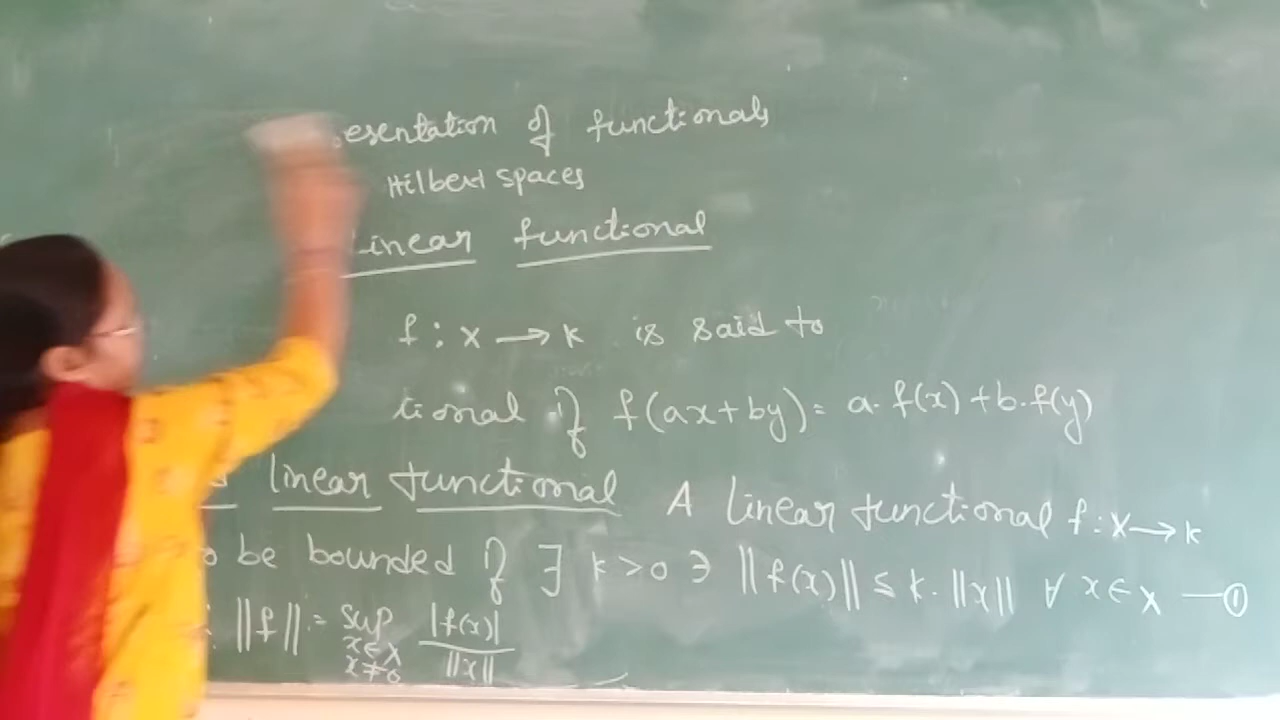 esentation of functionals
Hilbert spaces
Linear functional
f : X → K is said to
tional if f(ax+by) = a.f(x)+b.f(y)
linear functional A linear functional f : X → K
be bounded if ∃ k>0 ∋ ||f(x)|| ≤ k.||x|| ∀ x ∈ X —①
||f|| = sup x∈X x≠0 |f(x)| / ||x||